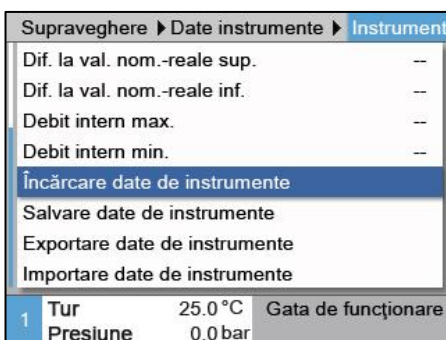 Supraveghere ▶ Date instrumente ▶ Instrument
Dif. la val. nom.-reale sup. --
Dif. la val. nom.-reale inf. --
Debit intern max. --
Debit intern min. --
Încărcare date de instrumente
Salvare date de instrumente
Exportare date de instrumente
Importare date de instrumente
1 Tur 25.0 °C Gata de funcţionare
Presiune 0.0 bar